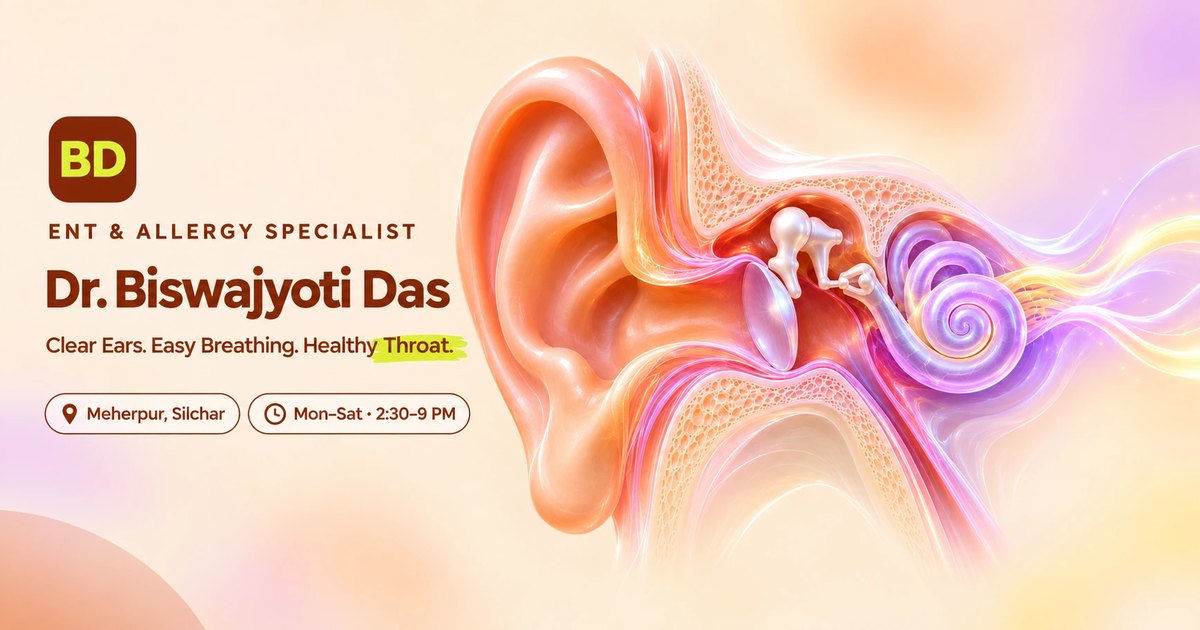 BD
ENT & ALLERGY SPECIALIST
Dr. Biswajyoti Das
Clear Ears. Easy Breathing. Healthy Throat.
Meherpur, Silchar
Mon–Sat • 2:30–9 PM